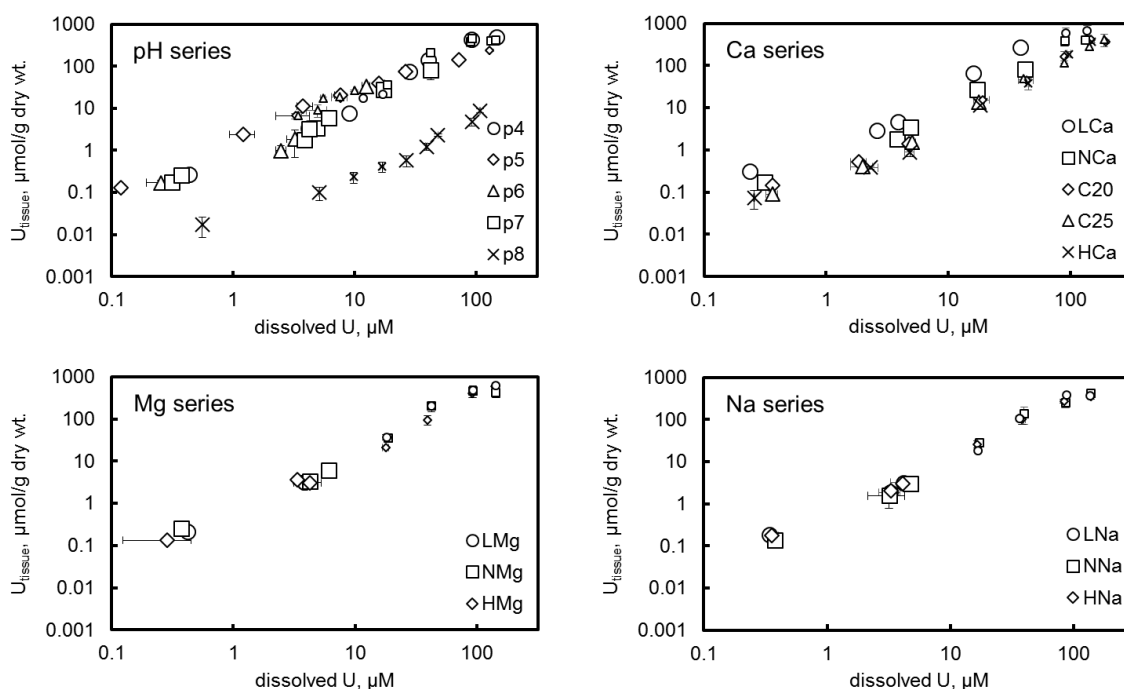 pH series
U_tissue, µmol/g dry wt.
1000
100
10
1
0.1
0.01
0.001
p4
p5
p6
p7
p8
0.1 1 10 100
dissolved U, µM
Ca series
U_tissue, µmol/g dry wt.
1000
100
10
1
0.1
0.01
0.001
LCa
NCa
C20
C25
HCa
0.1 1 10 100
dissolved U, µM
Mg series
U_tissue, µmol/g dry wt.
1000
100
10
1
0.1
0.01
0.001
LMg
NMg
HMg
0.1 1 10 100
dissolved U, µM
Na series
U_tissue, µmol/g dry wt.
1000
100
10
1
0.1
0.01
0.001
LNa
NNa
HNa
0.1 1 10 100
dissolved U, µM